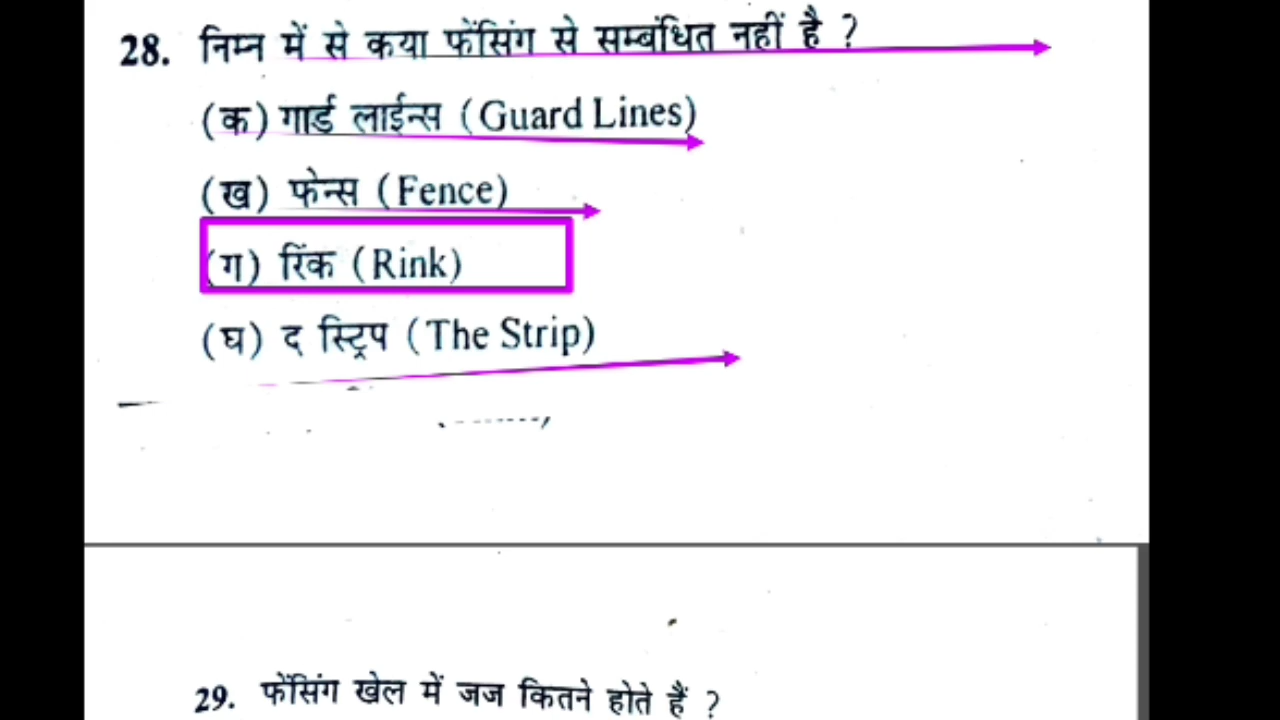 28. निम्न में से कया फेंसिंग से सम्बंधित नहीं है ?
(क) गार्ड लाईन्स (Guard Lines)
(ख) फेन्स (Fence)
(ग) रिंक (Rink)
(घ) द स्ट्रिप (The Strip)
29. फेंसिंग खेल में जज कितने होते हैं ?